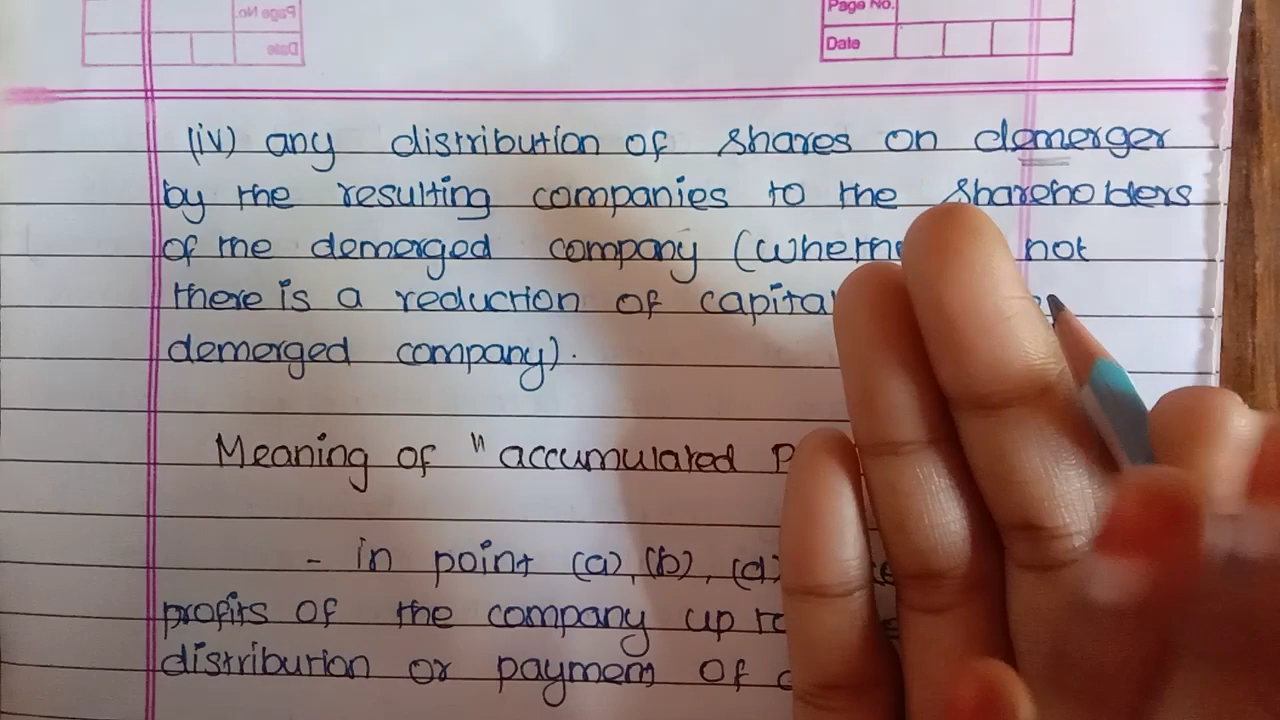 Page No.
Date
Page No.
Date
(iv) any distribution of shares on demerger
by the resulting companies to the shareholders
of the demerged company (whethe not
there is a reduction of capital
demerged company).
Meaning of "accumulated P
- in point (a), (b), (d)
profits of the company up to
distribution or payment of